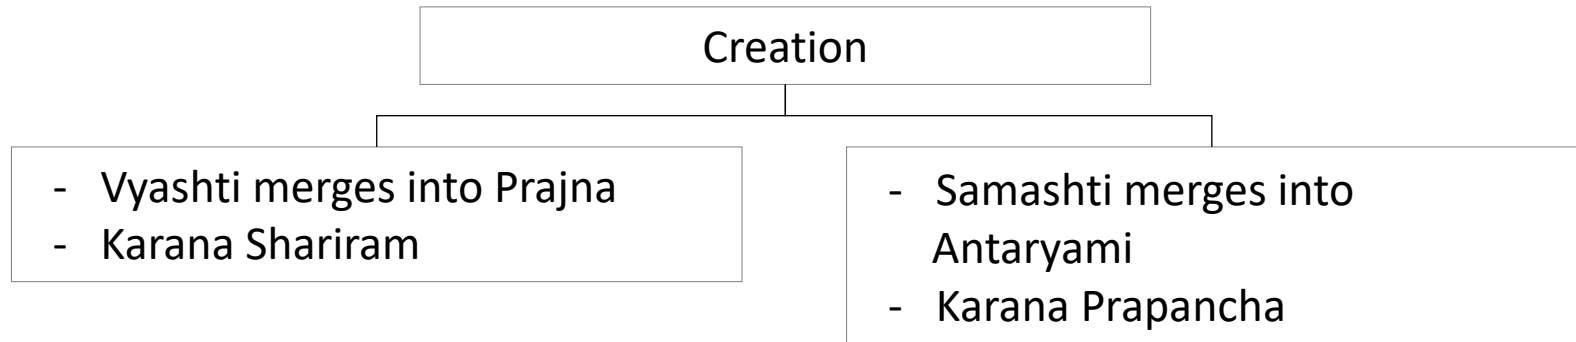 Creation
- Vyashti merges into Prajna
- Karana Shariram
- Samashti merges into
Antaryami
- Karana Prapancha